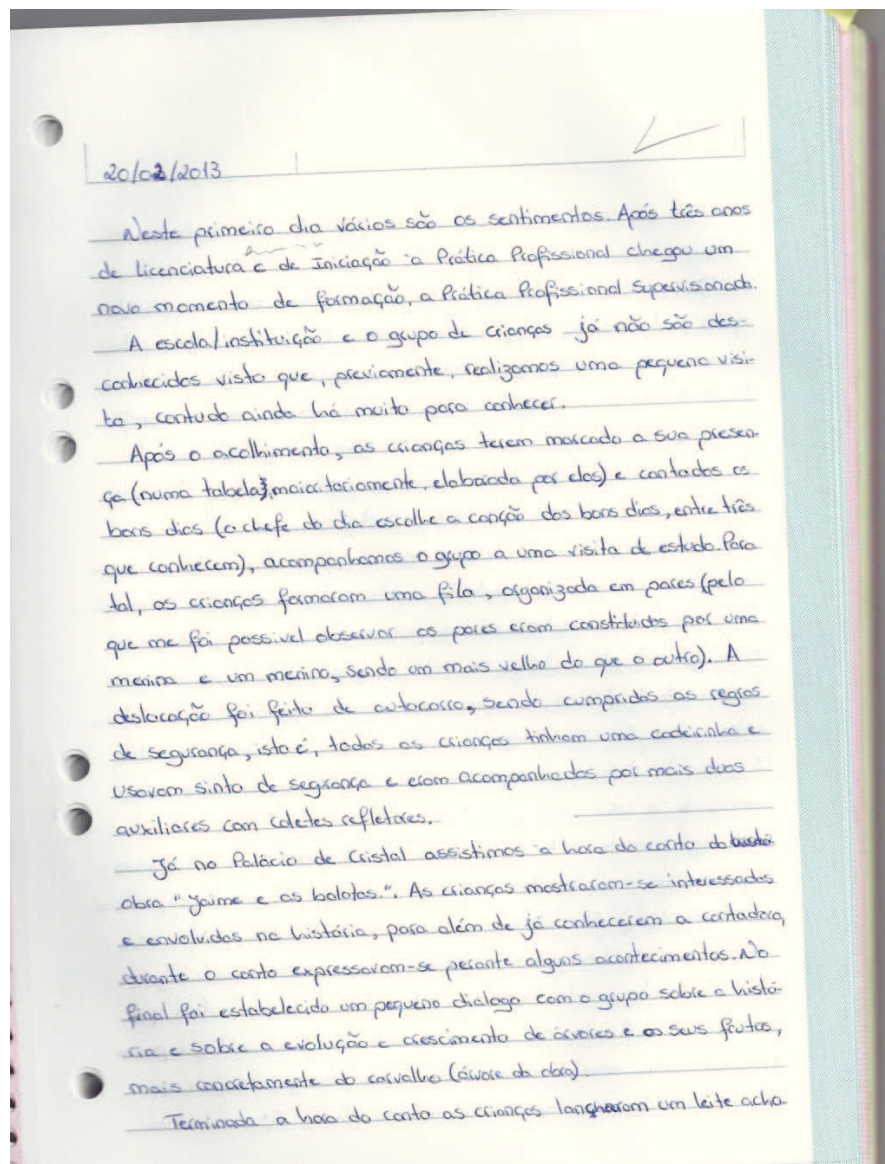 20/02/2013
Neste primeiro dia vários são os sentimentos. Após três anos
de Licenciatura e de Iniciação à Prática Profissional chegou um
novo momento de formação, a Prática Profissional Supervisionada.
A escola/instituição e o grupo de crianças já não são des-
conhecidos visto que, previamente, realizamos uma pequena visi-
ta, contudo ainda há muito para conhecer.
Após o acolhimento, as crianças terem marcado a sua presen-
ça (numa tabela, maioritariamente, elaborada por elas) e cantados os
bons dias (o chefe do dia escolhe a canção dos bons dias, entre três
que conhecem), acompanhamos o grupo a uma visita de estudo. Para
tal, as crianças formaram uma fila, organizada em pares (pelo
que me foi possivel observar os pares eram constituídos por uma
menina e um menino, sendo um mais velho do que o outro). A
deslocação foi feita de autocarro, sendo cumpridas as regras
de segurança, isto é, todas as crianças tinham uma cadeirinha e
usavam sinto de segrança e eram acompanhadas por mais duas
auxiliares com coletes refletores.
Já no Palácio de Cristal assistimos à hora do conto da
obra "Jaime e as bolotas.". As crianças mostraram-se interessadas
e envolvidas na história, para além de já conhecerem a contadora,
durante o conto expressavam-se perante alguns acontecimentos. No
final foi estabelecido um pequeno diálogo com o grupo sobre a histó-
ria e sobre a evolução e crescimento de árvores e os seus frutos,
mais concretamente do carvalho (árvore da obra).
Terminada a hora do conto as crianças lancharam um leite acho-